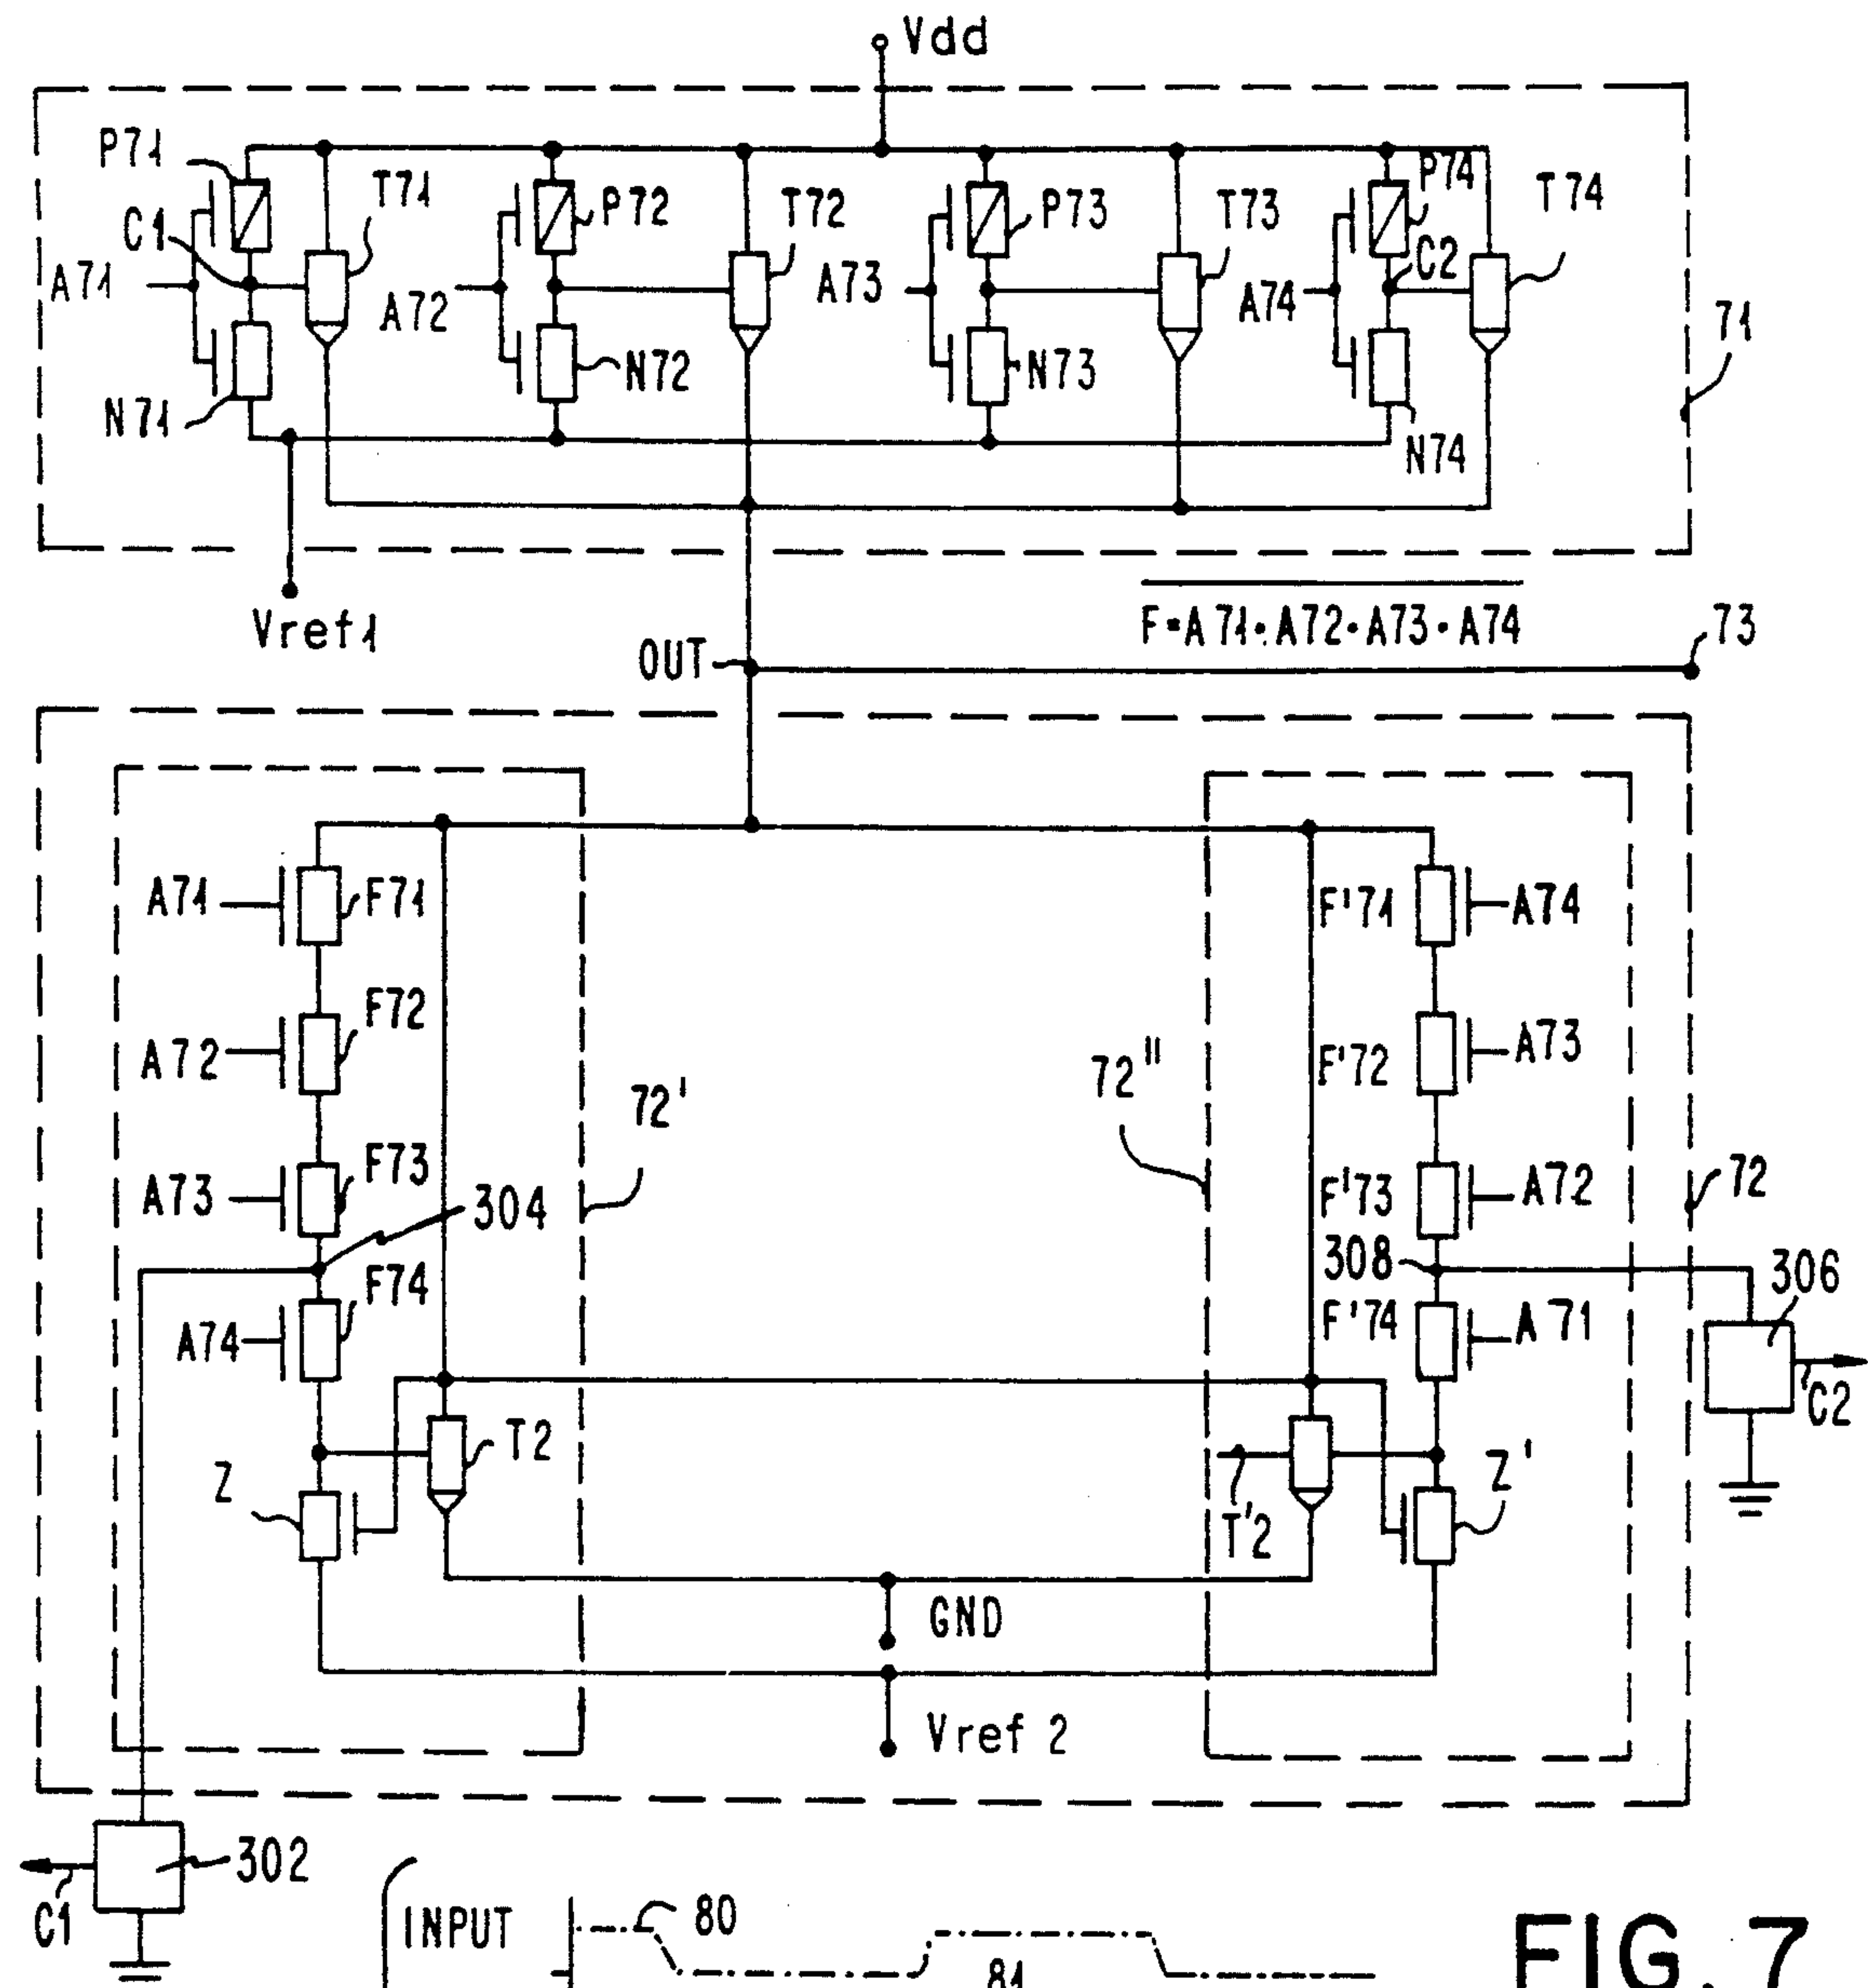 Vdd
P71
T71
P72
T72
P73
T73
P74
T74
C1
C2
A71
A72
A73
A74
71
N71
N72
N73
N74
Vref1
F=A71·A72·A73·A74
OUT
73
A71
F71
F'71
A74
A72
F72
F'72
A73
72'
72"
A73
F73
F'73
A72
72
304
308
306
A74
F74
F'74
A71
C2
T2
Z
T'2
Z'
GND
Vref 2
302
C1
INPUT
80
81
FIG. 7